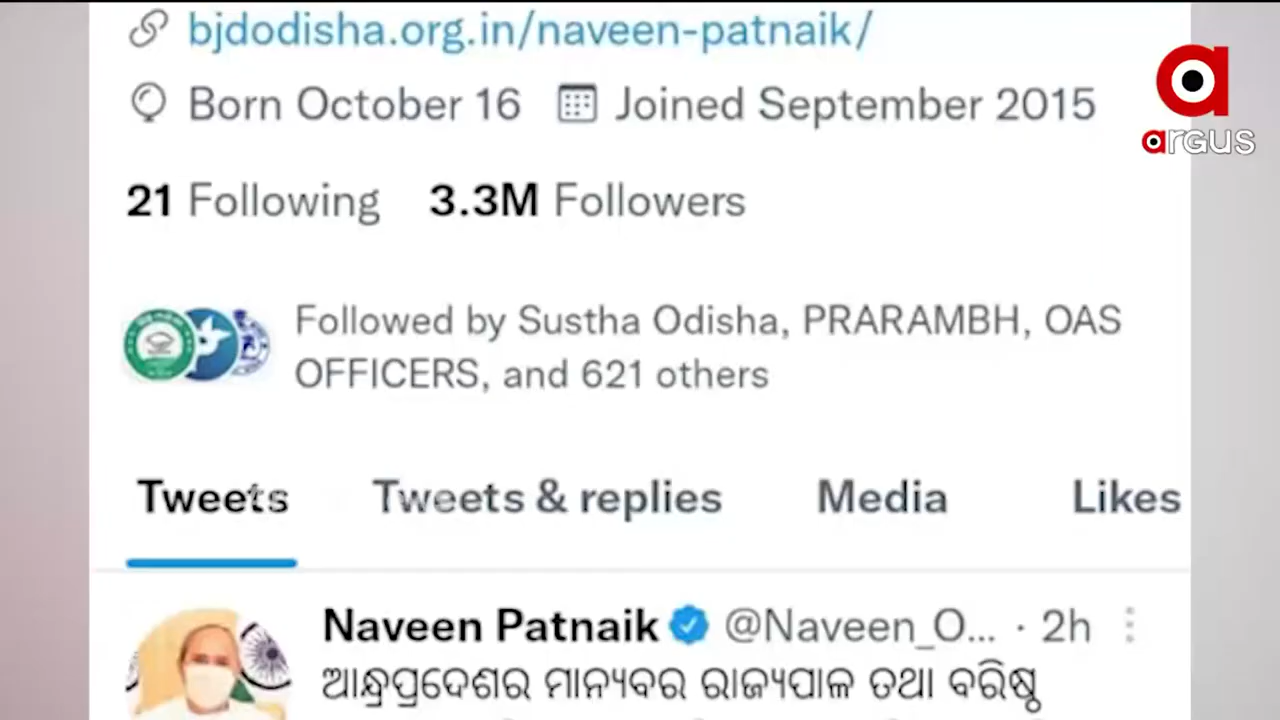 bjdodisha.org.in/naveen-patnaik/
Born October 16 Joined September 2015
argus
21 Following 3.3M Followers
Followed by Sustha Odisha, PRARAMBH, OAS
OFFICERS, and 621 others
Tweets Tweets & replies Media Likes
Naveen Patnaik @Naveen_O... · 2h
ଆନ୍ଧ୍ରପ୍ରଦେଶର ମାନ୍ୟବର ରାଜ୍ୟପାଳ ତଥା ବରିଷ୍ଠ